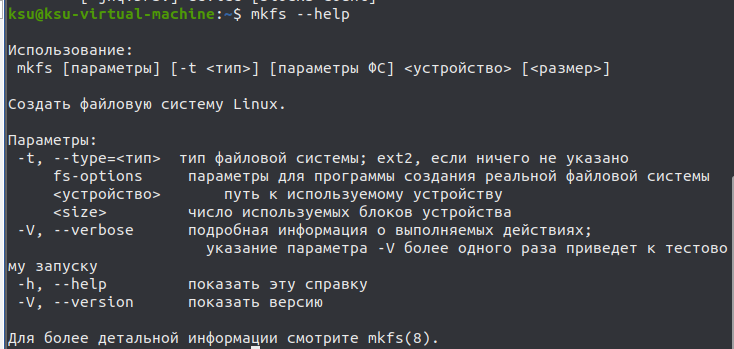 ksu@ksu-virtual-machine:~$ mkfs --help
Использование:
mkfs [параметры] [-t <тип>] [параметры ФС] <устройство> [<размер>]
Создать файловую систему Linux.
Параметры:
-t, --type=<тип>  тип файловой системы; ext2, если ничего не указано
fs-options     параметры для программы создания реальной файловой системы
<устройство>       путь к используемому устройству
<size>         число используемых блоков устройства
-V, --verbose      подробная информация о выполняемых действиях;
указание параметра -V более одного раза приведет к тестово
му запуску
-h, --help         показать эту справку
-V, --version      показать версию
Для более детальной информации смотрите mkfs(8).